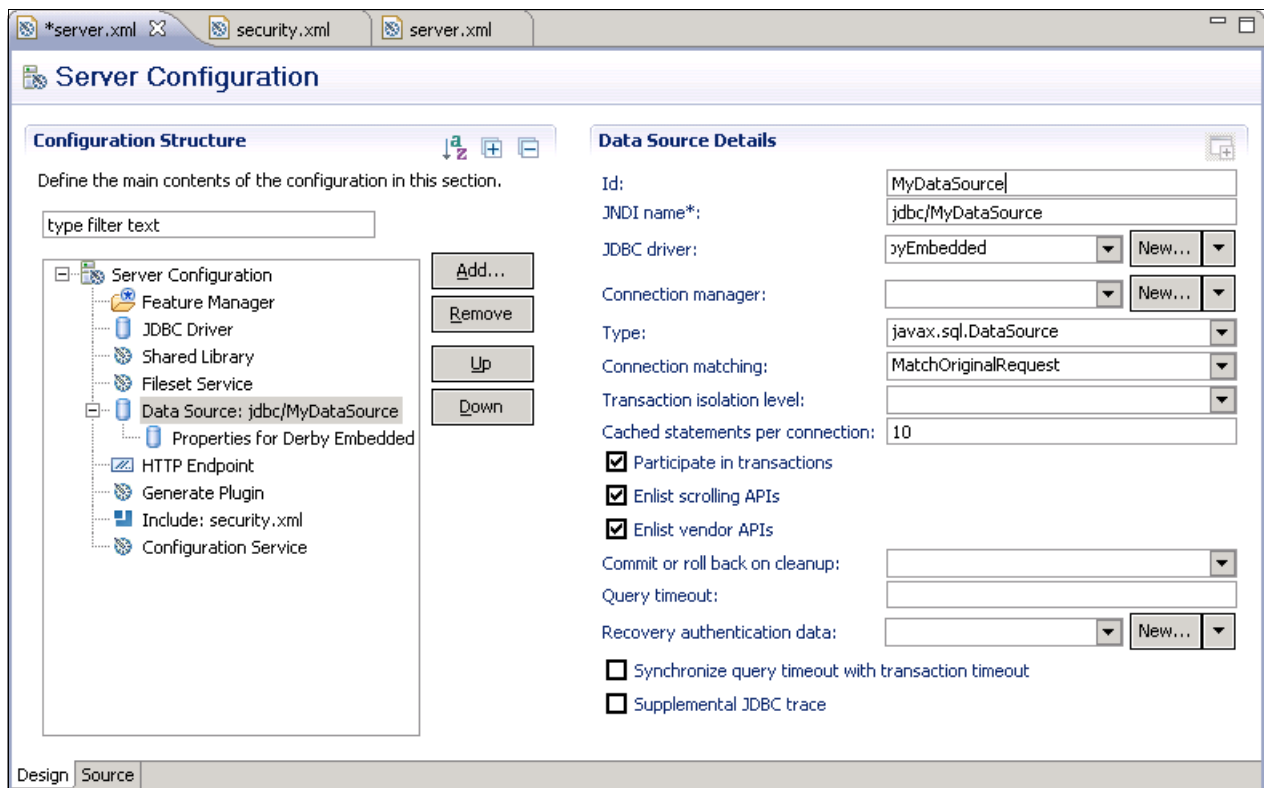 *server.xml
security.xml
server.xml
Server Configuration
Configuration Structure
Define the main contents of the configuration in this section.
type filter text
Server Configuration
Feature Manager
JDBC Driver
Shared Library
Fileset Service
Data Source: jdbc/MyDataSource
Properties for Derby Embedded
HTTP Endpoint
Generate Plugin
Include: security.xml
Configuration Service
Add...
Remove
Up
Down
Data Source Details
Id: MyDataSource
JNDI name*: jdbc/MyDataSource
JDBC driver: byEmbedded New...
Connection manager: New...
Type: javax.sql.DataSource
Connection matching: MatchOriginalRequest
Transaction isolation level:
Cached statements per connection: 10
Participate in transactions
Enlist scrolling APIs
Enlist vendor APIs
Commit or roll back on cleanup:
Query timeout:
Recovery authentication data: New...
Synchronize query timeout with transaction timeout
Supplemental JDBC trace
Design Source